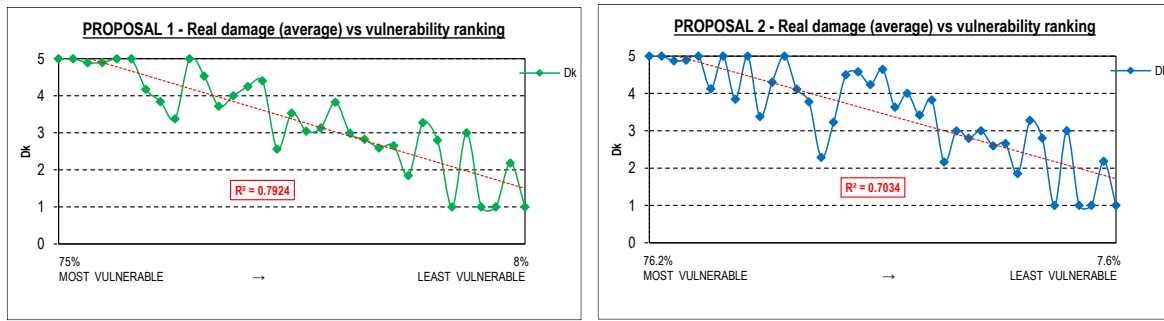 PROPOSAL 1 - Real damage (average) vs vulnerability ranking
5
4
3
2
1
0
Dk
Dk
R² = 0.7924
75%
8%
MOST VULNERABLE → LEAST VULNERABLE
PROPOSAL 2 - Real damage (average) vs vulnerability ranking
5
4
3
2
1
0
Dk
Dk
R² = 0.7034
76.2%
7.6%
MOST VULNERABLE → LEAST VULNERABLE